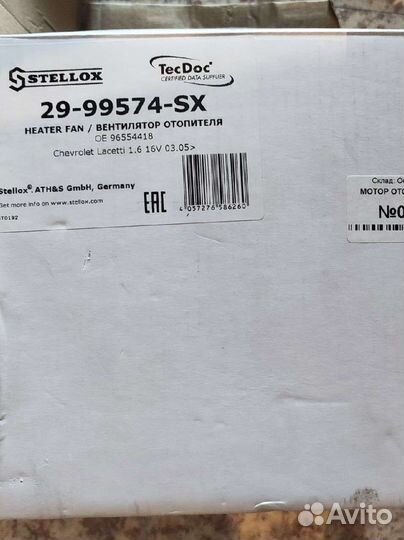 STELLOX
TecDoc
CERTIFIED DATA SUPPLIER
29-99574-SX
HEATER FAN / ВЕНТИЛЯТОР ОТОПИТЕЛЯ
OE 96554418
Chevrolet Lacetti 1.6 16V 03.05>
Stellox® ATH&S GmbH, Germany
Get more info on www.stellox.com
EAC
4 057276 586260
Склад:
МОТОР ОТО
№0
Avito